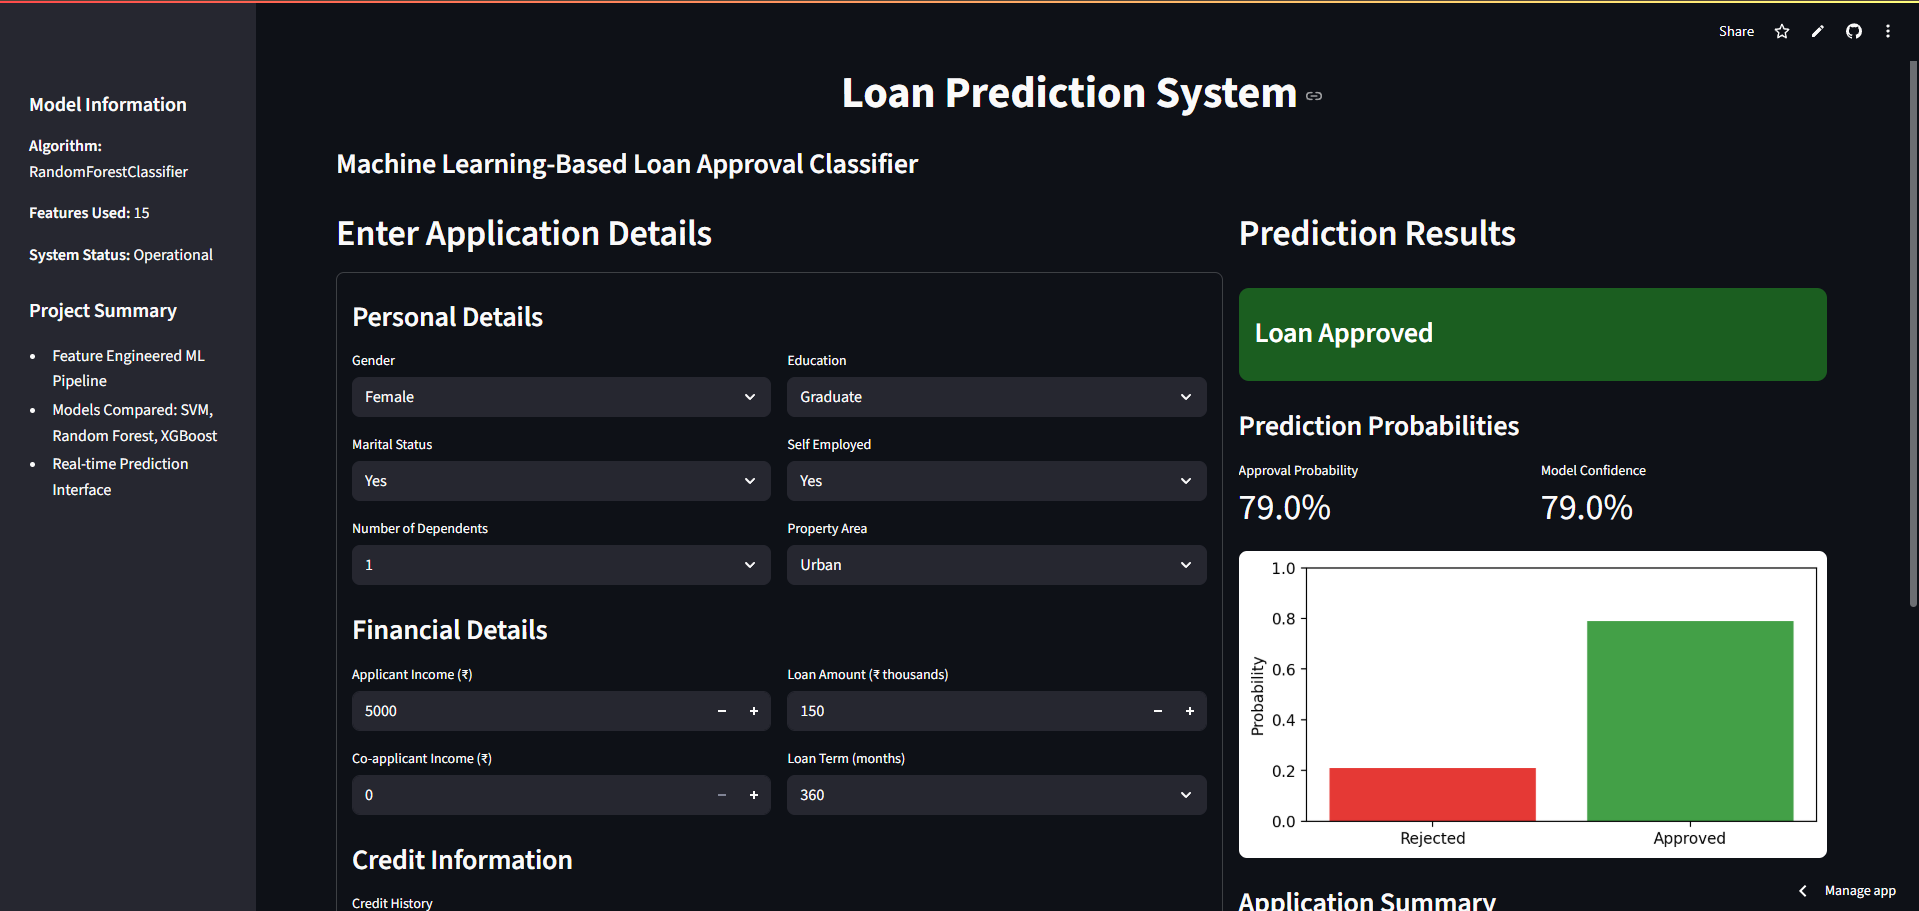 Share
Model Information
Algorithm:
RandomForestClassifier
Features Used: 15
System Status: Operational
Project Summary
Feature Engineered ML
Pipeline
Models Compared: SVM,
Random Forest, XGBoost
Real-time Prediction
Interface
Loan Prediction System
Machine Learning-Based Loan Approval Classifier
Enter Application Details
Personal Details
Gender
Female
Education
Graduate
Marital Status
Yes
Self Employed
Yes
Number of Dependents
1
Property Area
Urban
Financial Details
Applicant Income (₹)
5000
Loan Amount (₹ thousands)
150
Co-applicant Income (₹)
0
Loan Term (months)
360
Credit Information
Credit History
Prediction Results
Loan Approved
Prediction Probabilities
Approval Probability
79.0%
Model Confidence
79.0%
1.0
0.8
0.6
0.4
0.2
0.0
Probability
Rejected
Approved
Application Summary
Manage app